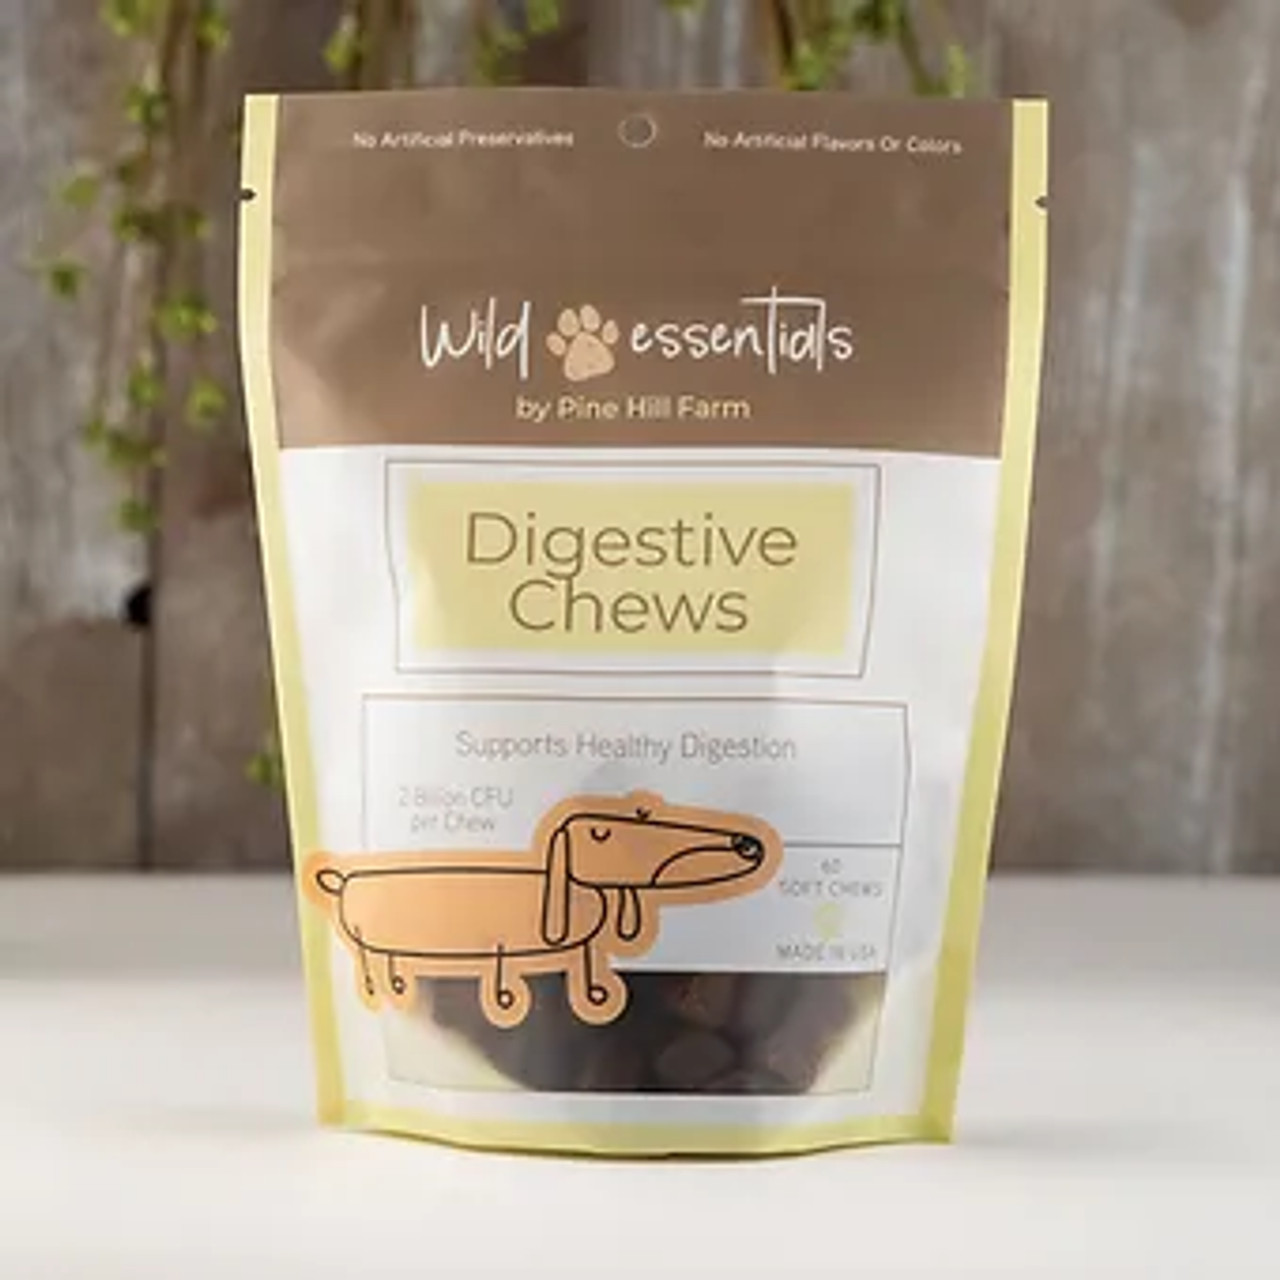 No Artificial Preservatives
No Artificial Flavors Or Colors
Wild essentials
by Pine Hill Farm
Digestive
Chews
Supports Healthy Digestion
2 Billion CFU
per Chew
60
SOFT CHEWS
MADE IN USA